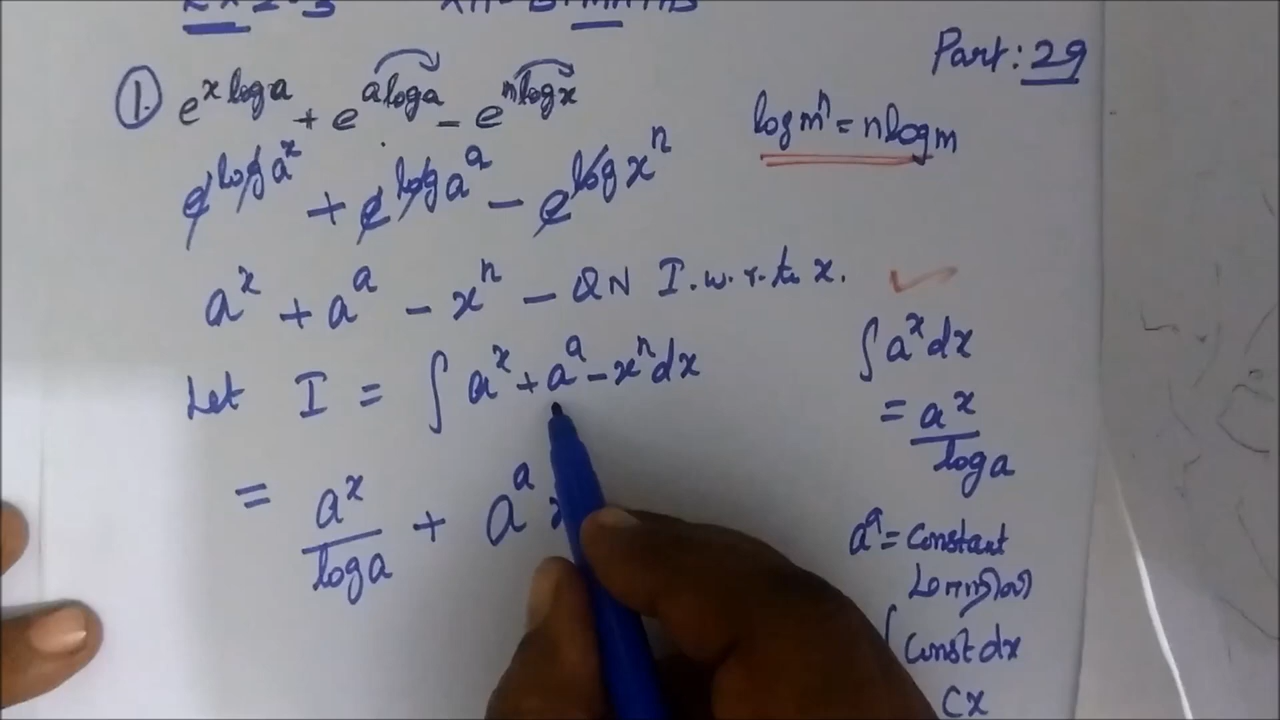 Part: 29
①. e^{x log a} + e^{a log a} - e^{n log x}
log m^n = n log m
e^{log a^x} + e^{log a^a} - e^{log x^n}
a^x + a^a - x^n - QN I.w.r.to x.
Let I = ∫ a^x + a^a - x^n dx
= a^x / log a + a^a
∫ a^x dx
= a^x / log a
a^a = constant
∫ const dx
cx